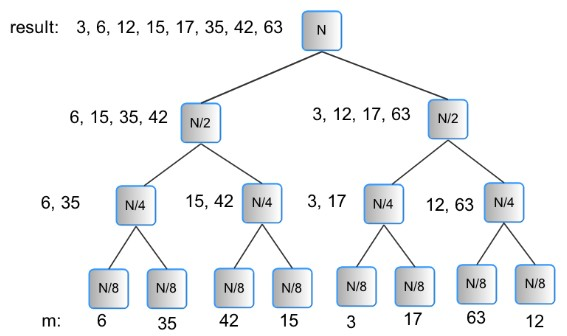 result: 3, 6, 12, 15, 17, 35, 42, 63 N
6, 15, 35, 42 N/2 3, 12, 17, 63 N/2
6, 35 N/4 15, 42 N/4 3, 17 N/4 12, 63 N/4
N/8 N/8 N/8 N/8 N/8 N/8 N/8 N/8
m: 6 35 42 15 3 17 63 12